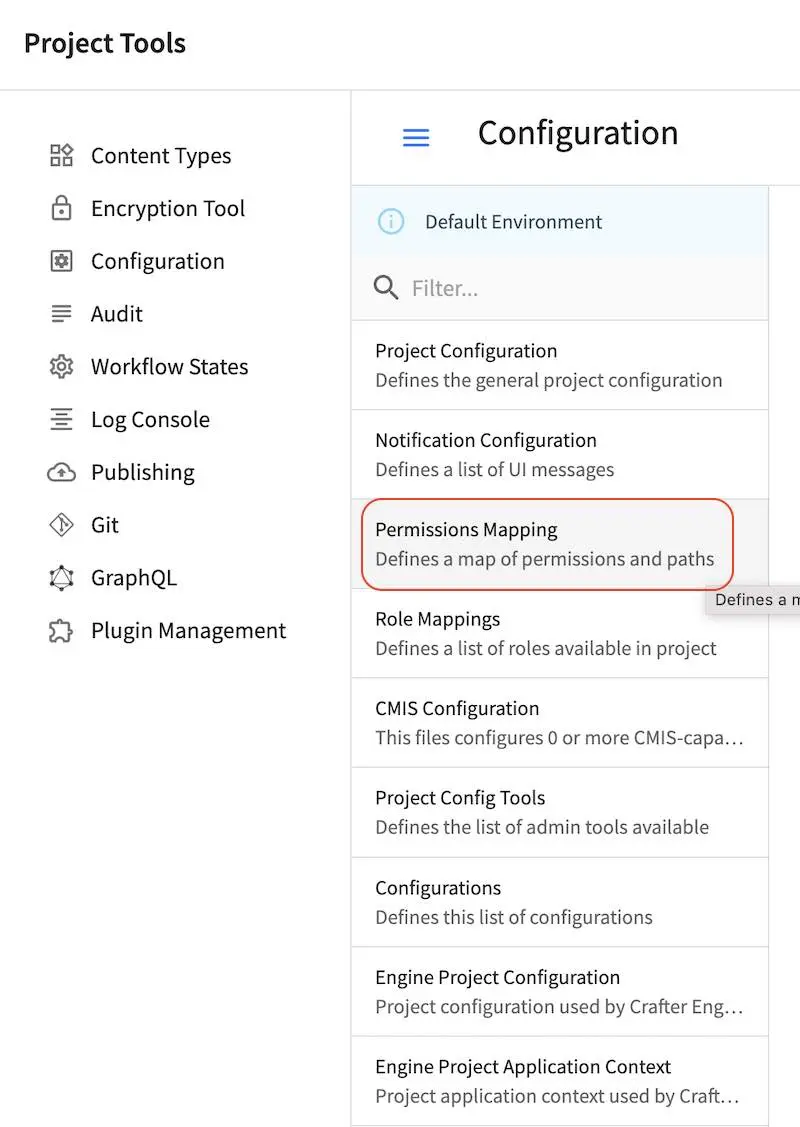 Project Tools
Content Types
Encryption Tool
Configuration
Audit
Workflow States
Log Console
Publishing
Git
GraphQL
Plugin Management
Configuration
Default Environment
Filter...
Project Configuration
Defines the general project configuration
Notification Configuration
Defines a list of UI messages
Permissions Mapping
Defines a map of permissions and paths
Defines a m
Role Mappings
Defines a list of roles available in project
CMIS Configuration
This files configures 0 or more CMIS-capa…
Project Config Tools
Defines the list of admin tools available
Configurations
Defines this list of configurations
Engine Project Configuration
Project configuration used by Crafter Eng…
Engine Project Application Context
Project application context used by Craft…